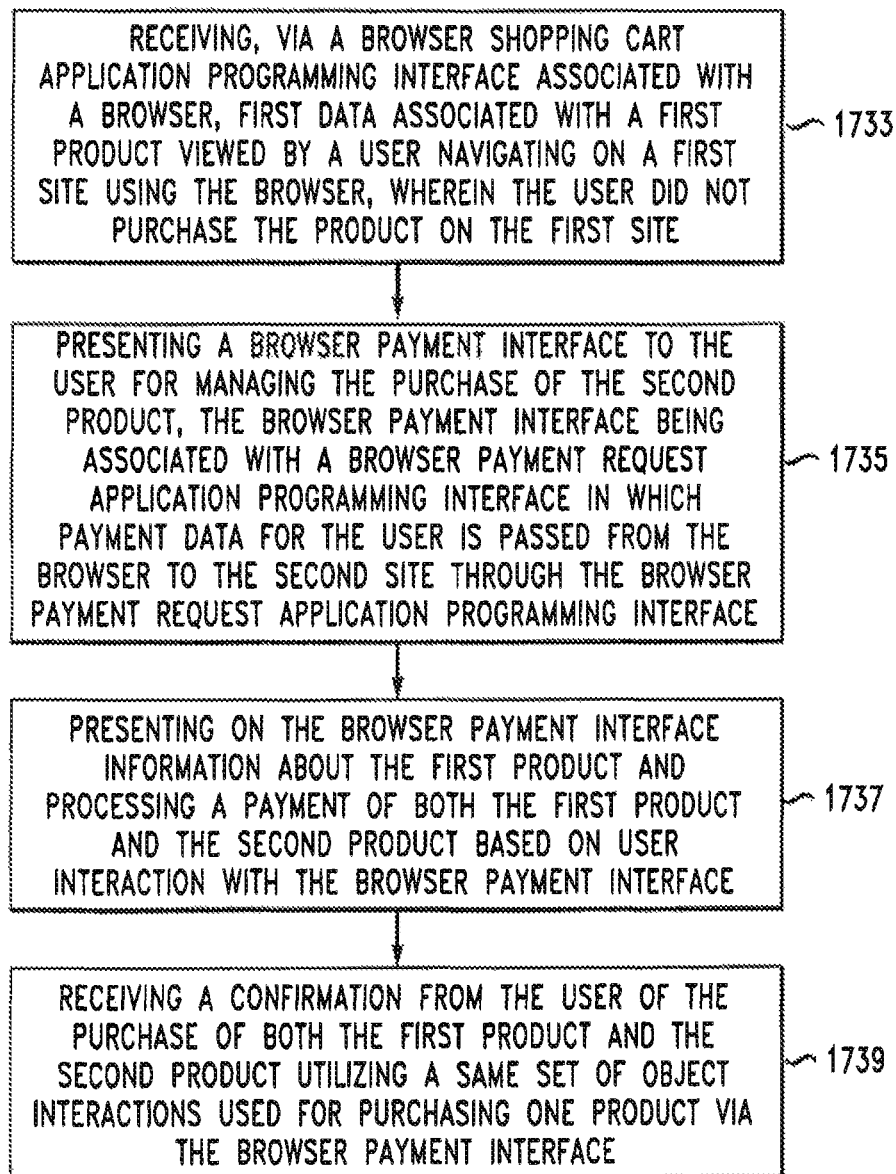 RECEIVING, VIA A BROWSER SHOPPING CART
APPLICATION PROGRAMMING INTERFACE ASSOCIATED WITH
A BROWSER, FIRST DATA ASSOCIATED WITH A FIRST
PRODUCT VIEWED BY A USER NAVIGATING ON A FIRST
SITE USING THE BROWSER, WHEREIN THE USER DID NOT
PURCHASE THE PRODUCT ON THE FIRST SITE
1733
PRESENTING A BROWSER PAYMENT INTERFACE TO THE
USER FOR MANAGING THE PURCHASE OF THE SECOND
PRODUCT, THE BROWSER PAYMENT INTERFACE BEING
ASSOCIATED WITH A BROWSER PAYMENT REQUEST
APPLICATION PROGRAMMING INTERFACE IN WHICH
PAYMENT DATA FOR THE USER IS PASSED FROM THE
BROWSER TO THE SECOND SITE THROUGH THE BROWSER
PAYMENT REQUEST APPLICATION PROGRAMMING INTERFACE
1735
PRESENTING ON THE BROWSER PAYMENT INTERFACE
INFORMATION ABOUT THE FIRST PRODUCT AND
PROCESSING A PAYMENT OF BOTH THE FIRST PRODUCT
AND THE SECOND PRODUCT BASED ON USER
INTERACTION WITH THE BROWSER PAYMENT INTERFACE
1737
RECEIVING A CONFIRMATION FROM THE USER OF THE
PURCHASE OF BOTH THE FIRST PRODUCT AND THE
SECOND PRODUCT UTILIZING A SAME SET OF OBJECT
INTERACTIONS USED FOR PURCHASING ONE PRODUCT VIA
THE BROWSER PAYMENT INTERFACE
1739